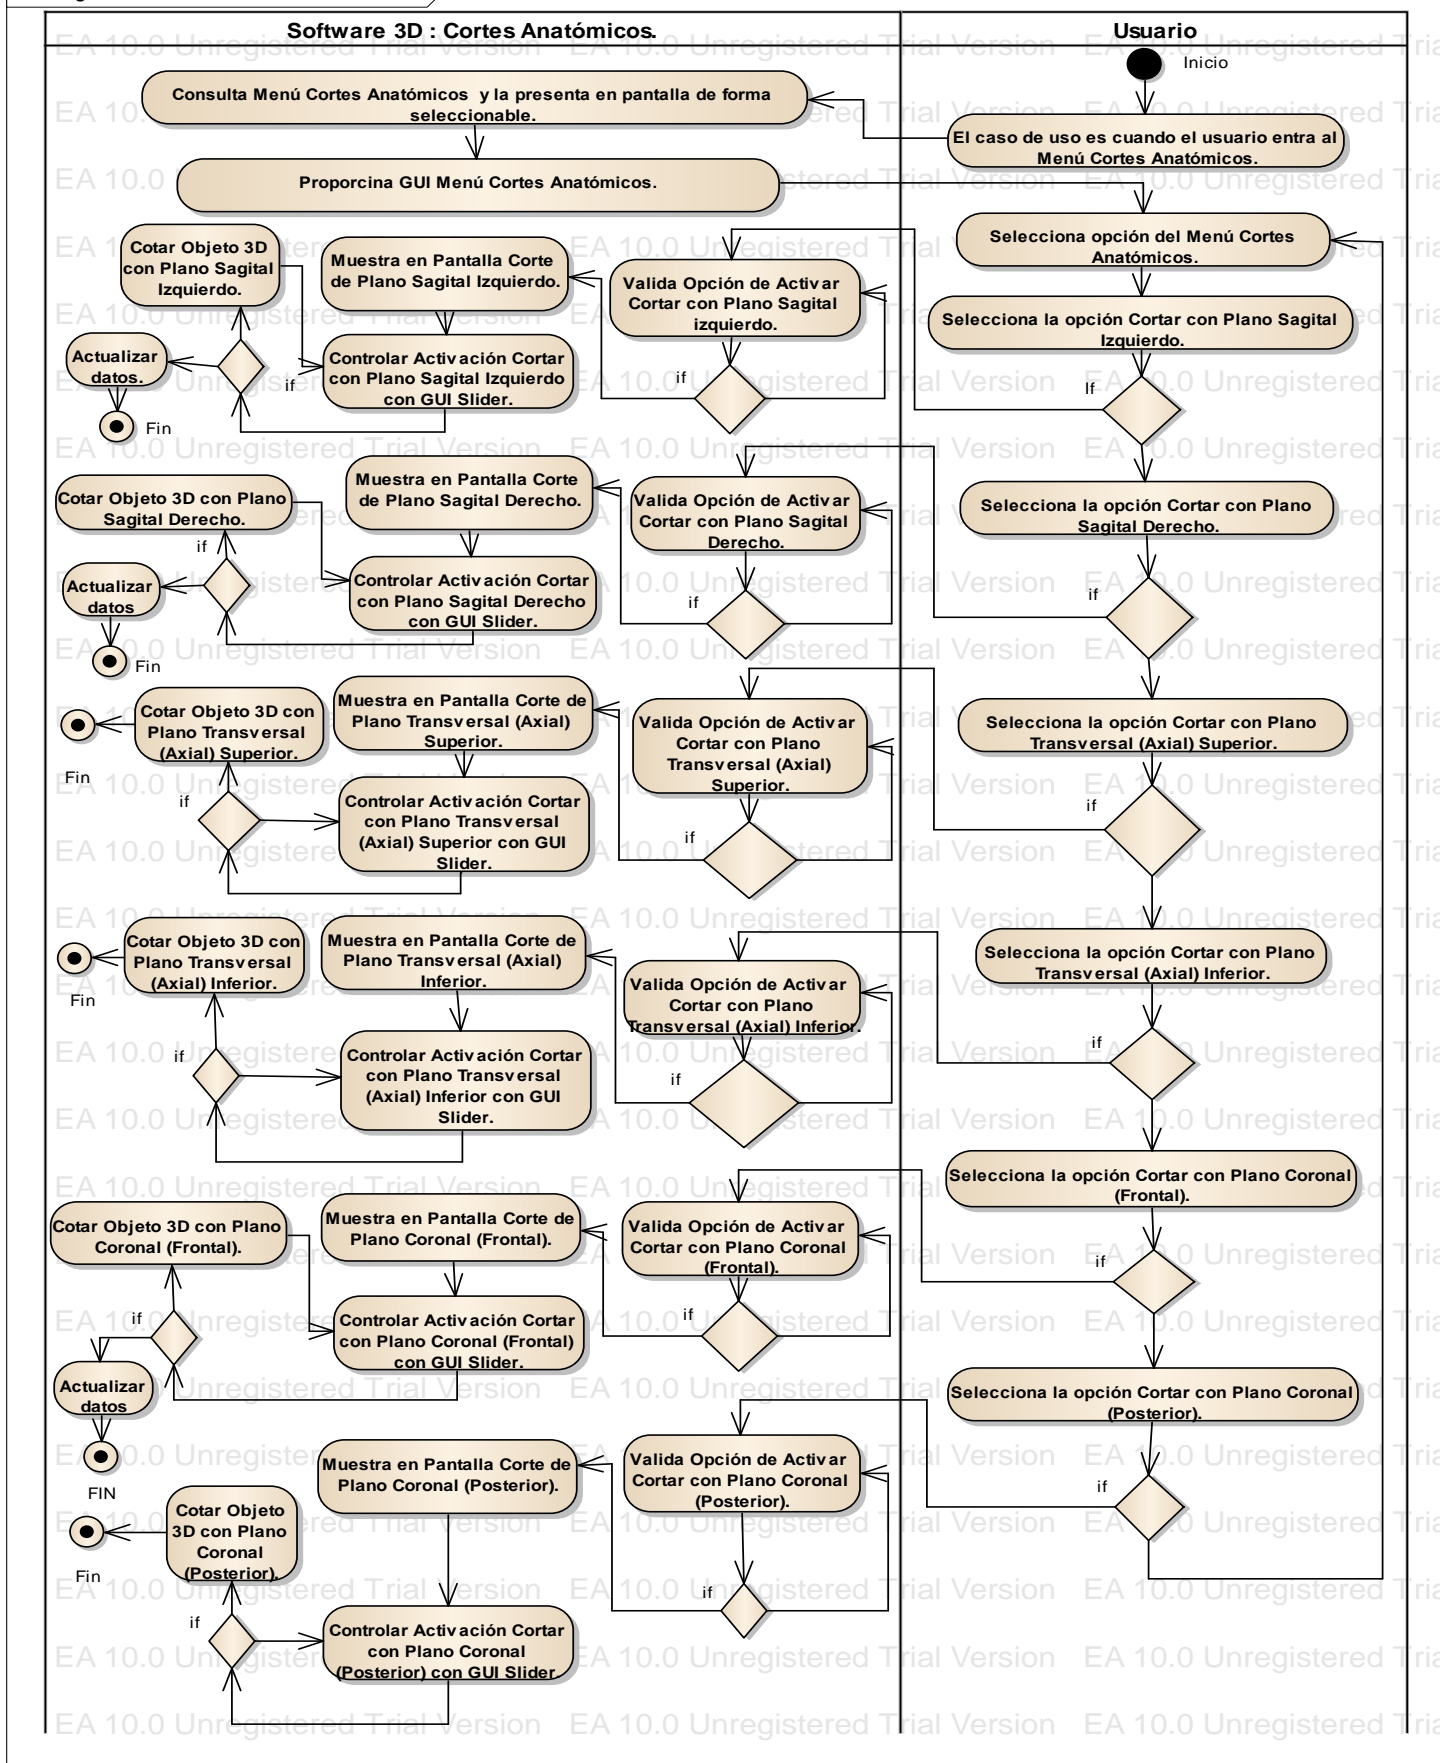 Software 3D : Cortes Anatómicos.
Usuario
Inicio
Consulta Menú Cortes Anatómicos y la presenta en pantalla de forma
seleccionable.
El caso de uso es cuando el usuario entra al
Menú Cortes Anatómicos.
Proporcina GUI Menú Cortes Anatómicos.
Selecciona opción del Menú Cortes
Anatómicos.
Cotar Objeto 3D
con Plano Sagital
Izquierdo.
Muestra en Pantalla Corte
de Plano Sagital Izquierdo.
Valida Opción de Activar
Cortar con Plano Sagital
izquierdo.
Selecciona la opción Cortar con Plano Sagital
Izquierdo.
Actualizar
datos.
if
Controlar Activación Cortar
con Plano Sagital Izquierdo
con GUI Slider.
if
If
Fin
Cotar Objeto 3D con Plano
Sagital Derecho.
Muestra en Pantalla Corte
de Plano Sagital Derecho.
Valida Opción de Activar
Cortar con Plano Sagital
Derecho.
Selecciona la opción Cortar con Plano
Sagital Derecho.
if
Actualizar
datos
Controlar Activación Cortar
con Plano Sagital Derecho
con GUI Slider.
if
if
Fin
Cotar Objeto 3D con
Plano Transversal
(Axial) Superior.
Muestra en Pantalla Corte de
Plano Transversal (Axial)
Superior.
Valida Opción de Activar
Cortar con Plano
Transversal (Axial)
Superior.
Selecciona la opción Cortar con Plano
Transversal (Axial) Superior.
Fin
if
Controlar Activación Cortar
con Plano Transversal
(Axial) Superior con GUI
Slider.
if
if
Cotar Objeto 3D con
Plano Transversal
(Axial) Inferior.
Muestra en Pantalla Corte de
Plano Transversal (Axial)
Inferior.
Valida Opción de Activar
Cortar con Plano
Transversal (Axial) Inferior.
Selecciona la opción Cortar con Plano
Transversal (Axial) Inferior.
Fin
if
Controlar Activación Cortar
con Plano Transversal
(Axial) Inferior con GUI
Slider.
if
if
Cotar Objeto 3D con Plano
Coronal (Frontal).
Muestra en Pantalla Corte de
Plano Coronal (Frontal).
Valida Opción de Activar
Cortar con Plano Coronal
(Frontal).
Selecciona la opción Cortar con Plano Coronal
(Frontal).
if
Actualizar
datos
Controlar Activación Cortar
con Plano Coronal (Frontal)
con GUI Slider.
if
if
FIN
Muestra en Pantalla Corte de
Plano Coronal (Posterior).
Valida Opción de Activar
Cortar con Plano Coronal
(Posterior).
Selecciona la opción Cortar con Plano Coronal
(Posterior).
Cotar Objeto
3D con Plano
Coronal
(Posterior).
Fin
if
Controlar Activación Cortar
con Plano Coronal
(Posterior) con GUI Slider.
if
if
EA 10.0 Unregistered Trial Version EA 10.0 Unregistered Trial Version EA 10.0 Unregistered Tria